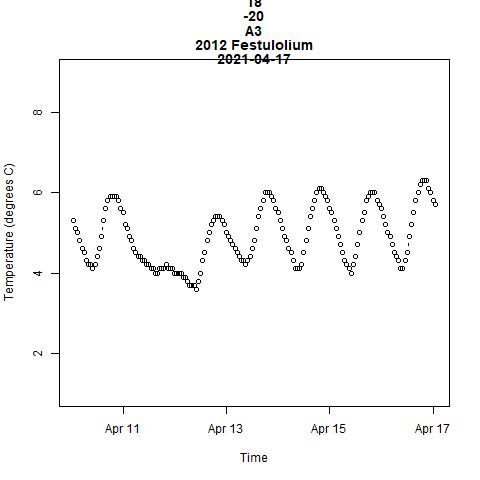 18
-20
A3
2012 Festulolium
2021-04-17
Temperature (degrees C)
8
6
4
2
Apr 11 Apr 13 Apr 15 Apr 17
Time